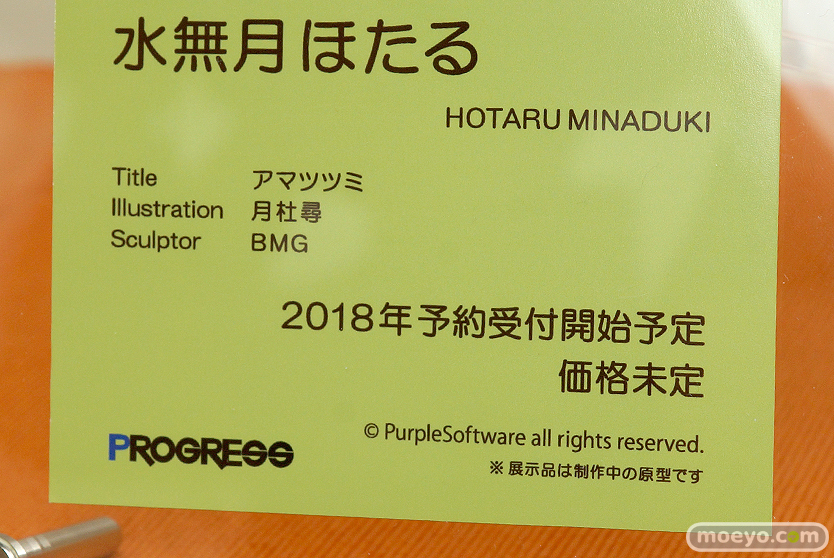 水無月ほたる
HOTARU MINADUKI
Title アマツツミ
Illustration 月杜尋
Sculptor BMG
2018年予約受付開始予定
価格未定
© PurpleSoftware all rights reserved.
PROGRESS
※展示品は制作中の原型です
moeyo.com